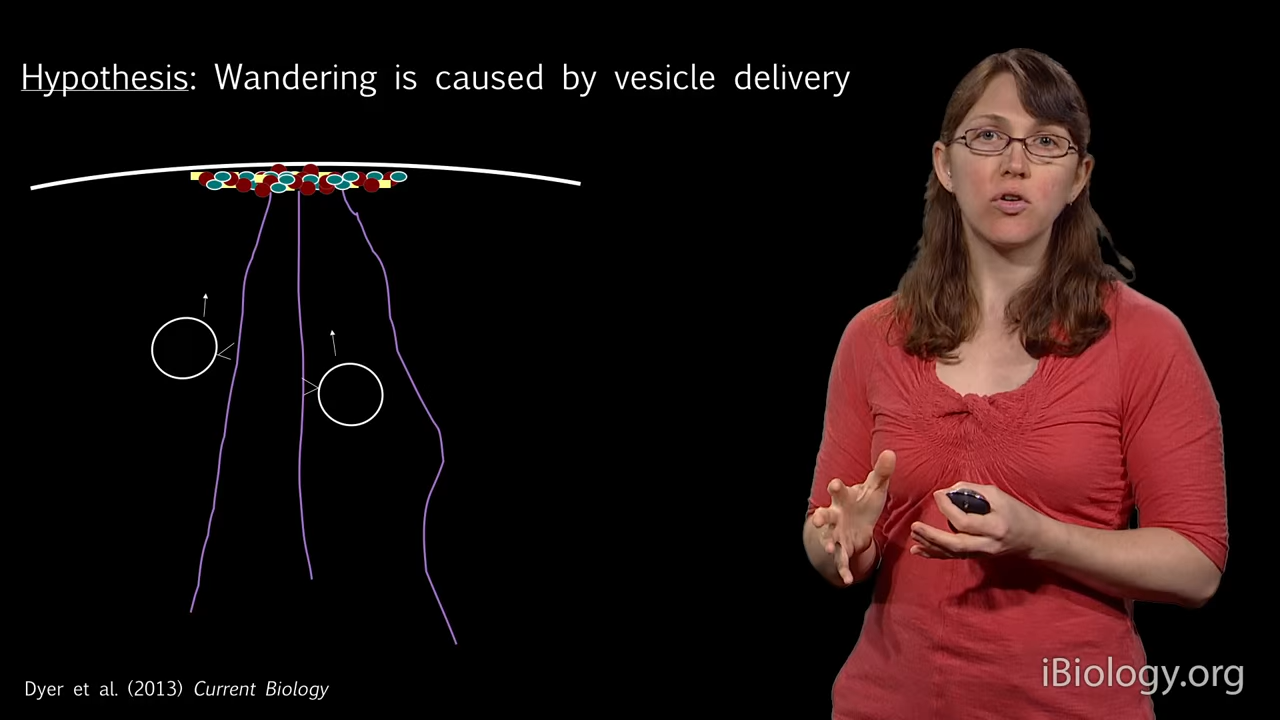 Hypothesis: Wandering is caused by vesicle delivery
Dyer et al. (2013) Current Biology
iBiology.org